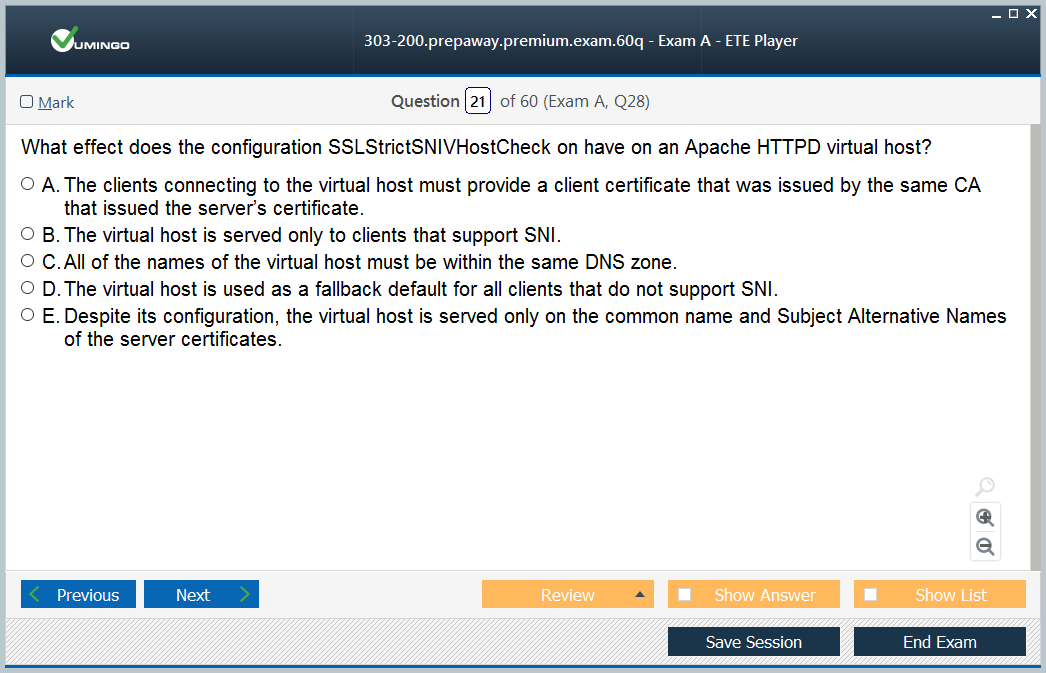 VUMINGO
303-200.prepaway.premium.exam.60q - Exam A - ETE Player
Mark
Question 21 of 60 (Exam A, Q28)
What effect does the configuration SSLStrictSNIVHostCheck on have on an Apache HTTPD virtual host?
A. The clients connecting to the virtual host must provide a client certificate that was issued by the same CA
that issued the server’s certificate.
B. The virtual host is served only to clients that support SNI.
C. All of the names of the virtual host must be within the same DNS zone.
D. The virtual host is used as a fallback default for all clients that do not support SNI.
E. Despite its configuration, the virtual host is served only on the common name and Subject Alternative Names
of the server certificates.
Previous Next Review Show Answer Show List
Save Session End Exam